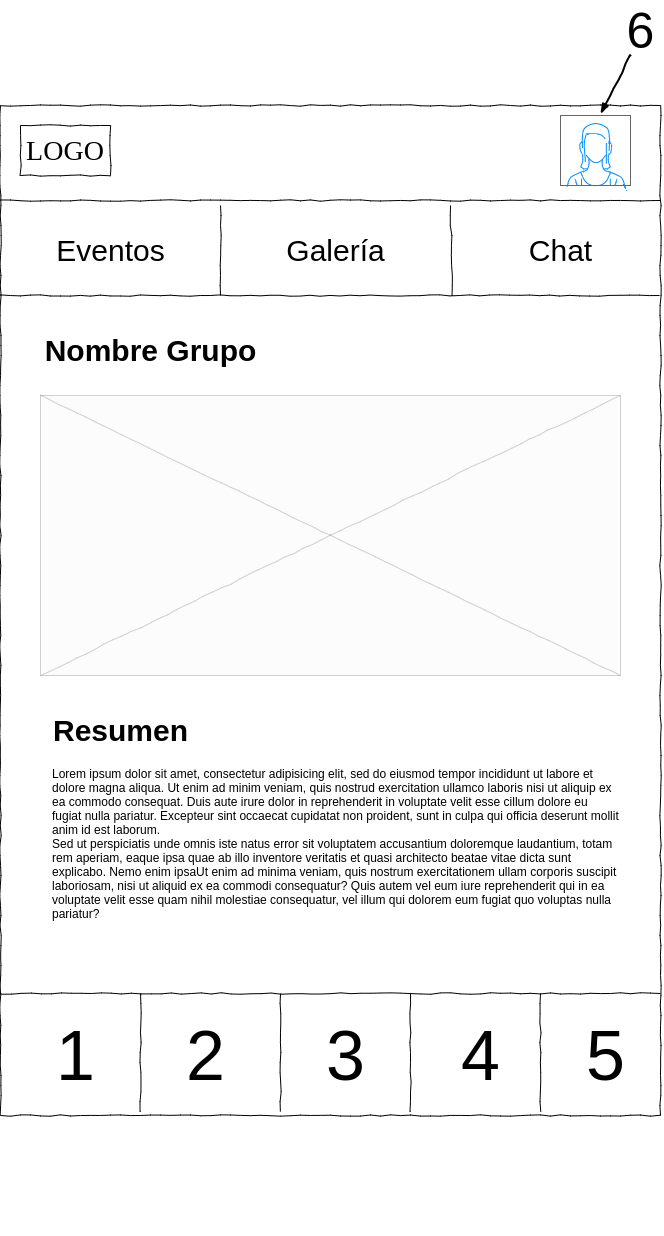 6
LOGO
Eventos Galería Chat
Nombre Grupo
Resumen
Lorem ipsum dolor sit amet, consectetur adipisicing elit, sed do eiusmod tempor incididunt ut labore et
dolore magna aliqua. Ut enim ad minim veniam, quis nostrud exercitation ullamco laboris nisi ut aliquip ex
ea commodo consequat. Duis aute irure dolor in reprehenderit in voluptate velit esse cillum dolore eu
fugiat nulla pariatur. Excepteur sint occaecat cupidatat non proident, sunt in culpa qui officia deserunt mollit
anim id est laborum.
Sed ut perspiciatis unde omnis iste natus error sit voluptatem accusantium doloremque laudantium, totam
rem aperiam, eaque ipsa quae ab illo inventore veritatis et quasi architecto beatae vitae dicta sunt
explicabo. Nemo enim ipsaUt enim ad minima veniam, quis nostrum exercitationem ullam corporis suscipit
laboriosam, nisi ut aliquid ex ea commodi consequatur? Quis autem vel eum iure reprehenderit qui in ea
voluptate velit esse quam nihil molestiae consequatur, vel illum qui dolorem eum fugiat quo voluptas nulla
pariatur?
1 2 3 4 5